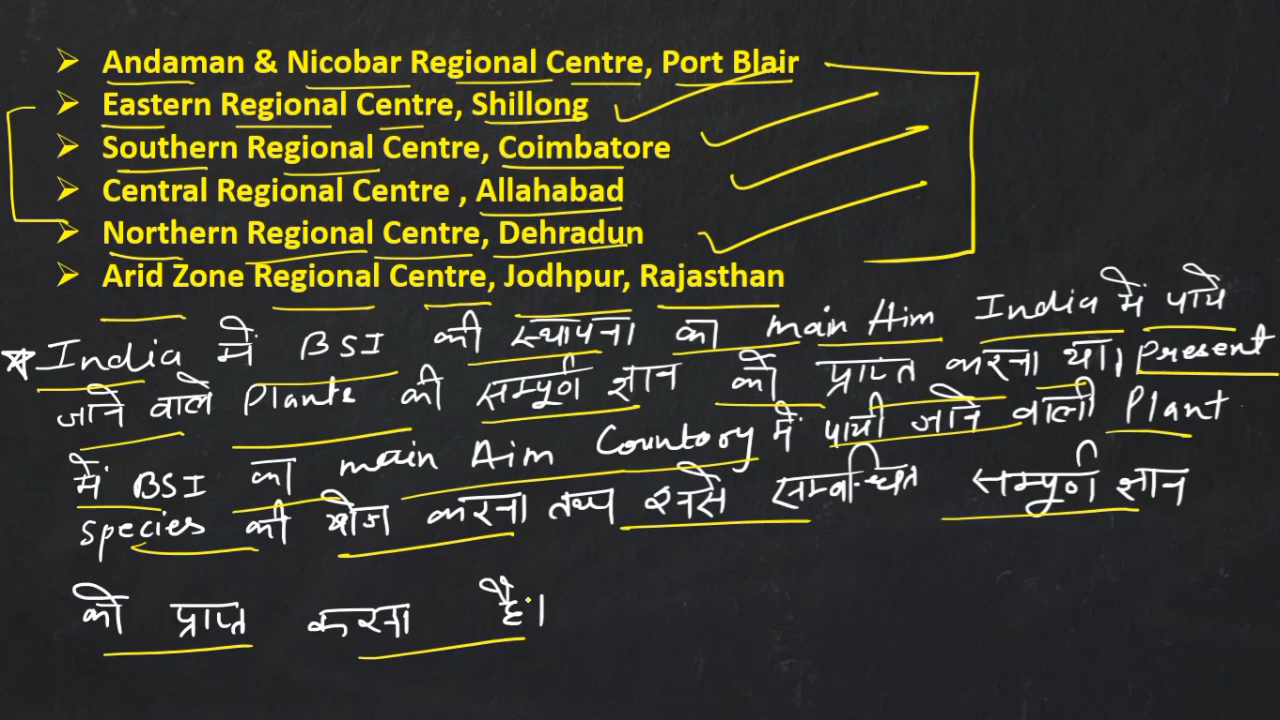 ➢ Andaman & Nicobar Regional Centre, Port Blair
➢ Eastern Regional Centre, Shillong
➢ Southern Regional Centre, Coimbatore
➢ Central Regional Centre , Allahabad
➢ Northern Regional Centre, Dehradun
➢ Arid Zone Regional Centre, Jodhpur, Rajasthan
* India में BSI की स्थापना का main Aim India में पाये
जाने वाले Plants की सम्पूर्ण ज्ञान को प्राप्त करना था। Present
में BSI का main Aim Country में पायी जाने वाली Plant
species की खोज करना तथा इनसे सम्बन्धित सम्पूर्ण ज्ञान
को प्राप्त करना है।